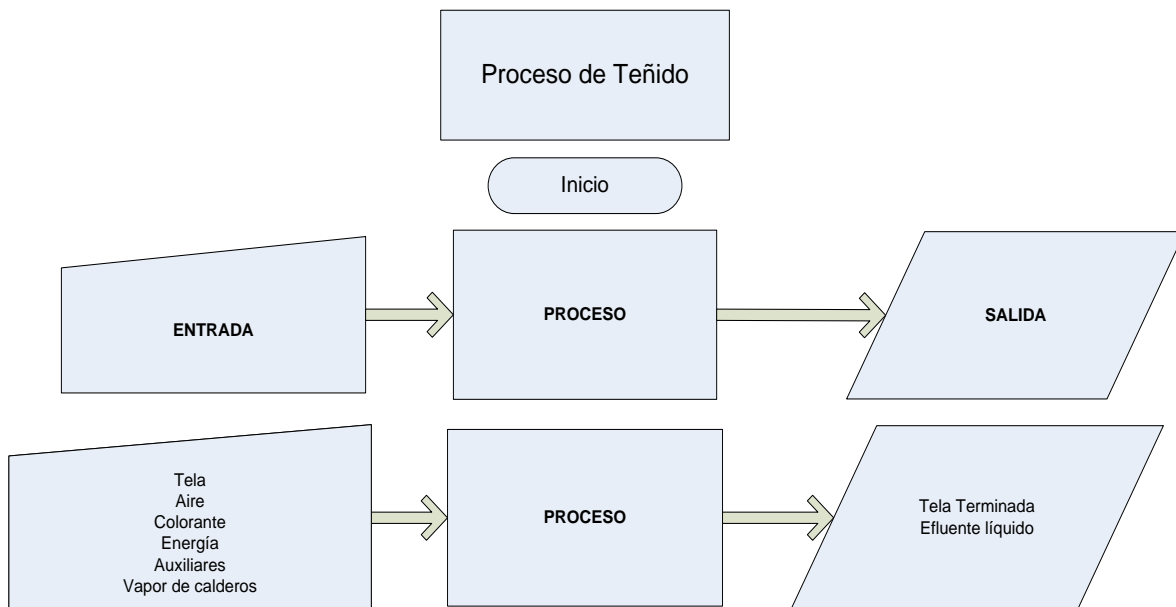 Proceso de Teñido
Inicio
ENTRADA
PROCESO
SALIDA
Tela
Aire
Colorante
Energía
Auxiliares
Vapor de calderos
PROCESO
Tela Terminada
Efluente líquido